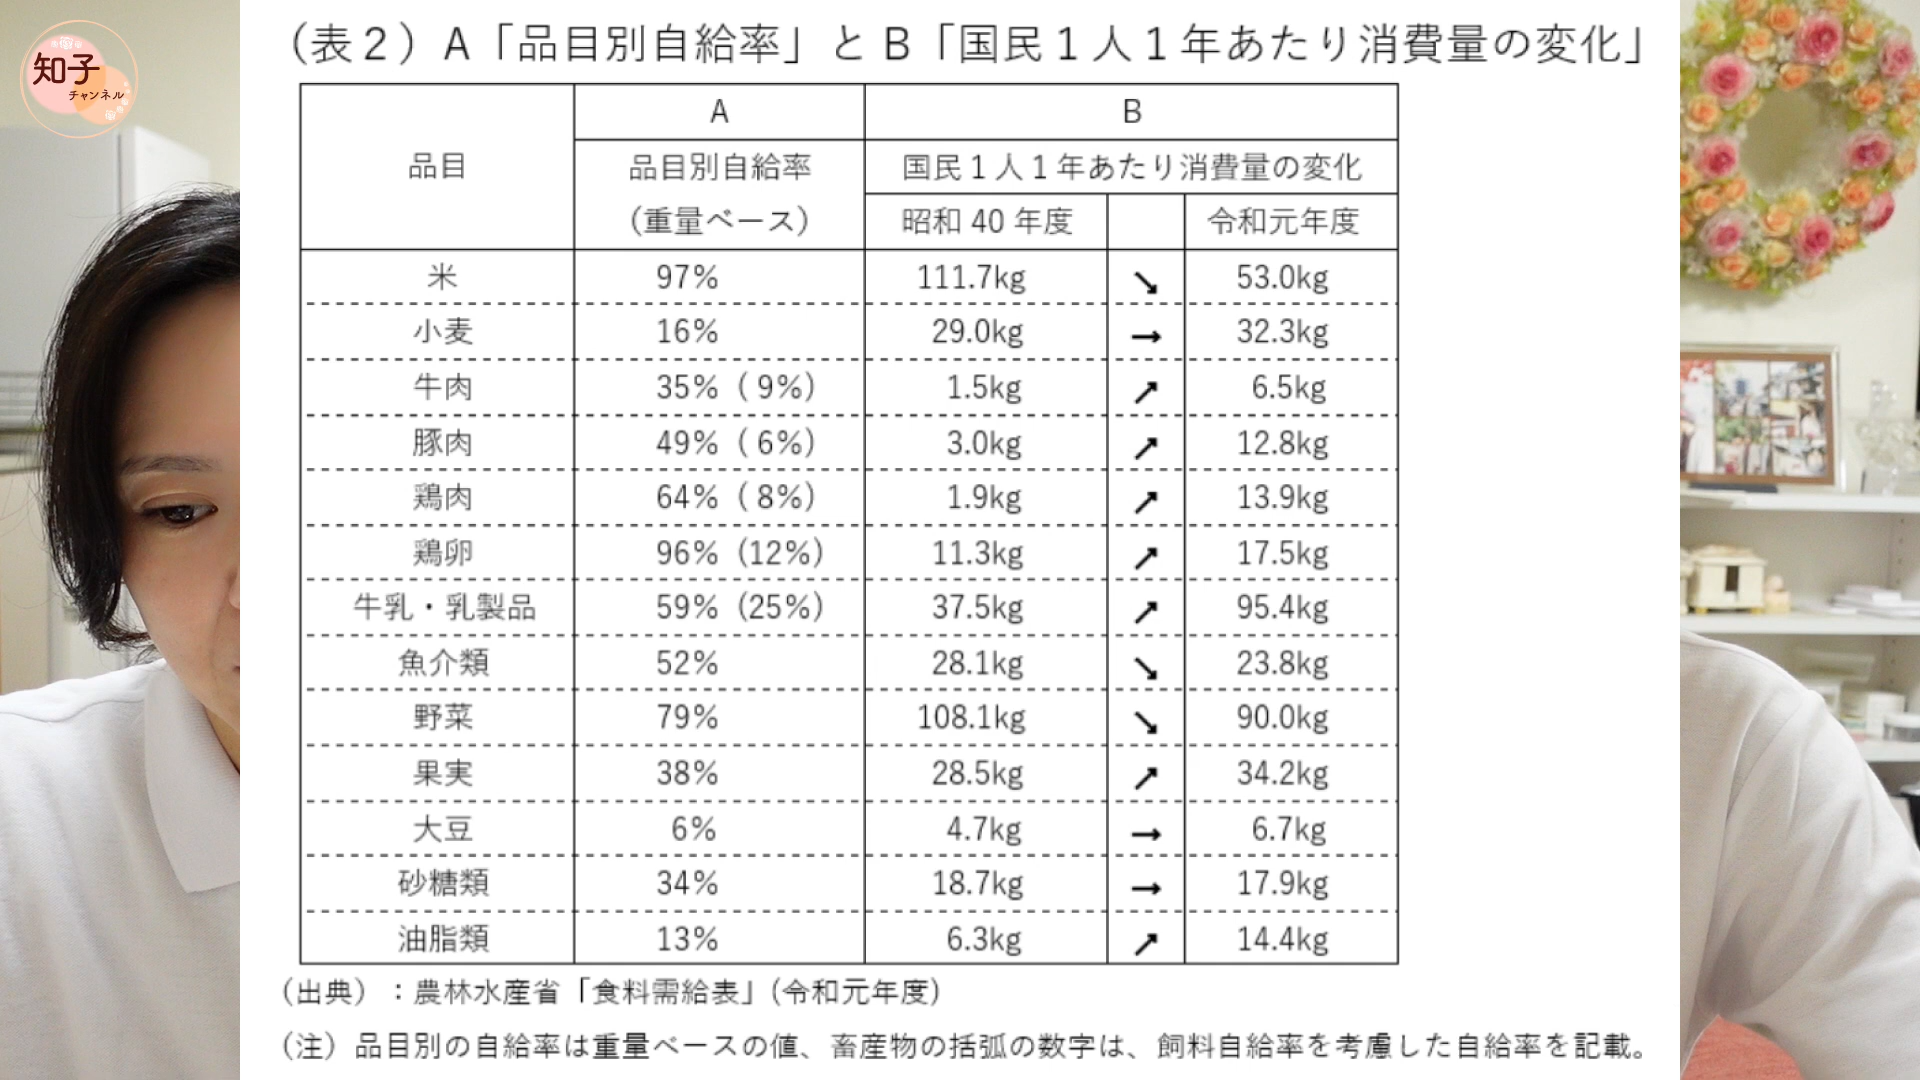 知子
チャンネル
（表２）A「品目別自給率」とB「国民１人１年あたり消費量の変化」
品目 A B
品目別自給率 国民１人１年あたり消費量の変化
（重量ベース） 昭和 40 年度 令和元年度
米 97% 111.7kg ➘ 53.0kg
小麦 16% 29.0kg → 32.3kg
牛肉 35%（ 9%） 1.5kg ➚ 6.5kg
豚肉 49%（ 6%） 3.0kg ➚ 12.8kg
鶏肉 64%（ 8%） 1.9kg ➚ 13.9kg
鶏卵 96%（12%） 11.3kg ➚ 17.5kg
牛乳・乳製品 59%（25%） 37.5kg ➚ 95.4kg
魚介類 52% 28.1kg ➘ 23.8kg
野菜 79% 108.1kg ➘ 90.0kg
果実 38% 28.5kg ➚ 34.2kg
大豆 6% 4.7kg → 6.7kg
砂糖類 34% 18.7kg → 17.9kg
油脂類 13% 6.3kg ➚ 14.4kg
（出典）：農林水産省「食料需給表」（令和元年度）
（注）品目別の自給率は重量ベースの値、畜産物の括弧の数字は、飼料自給率を考慮した自給率を記載。